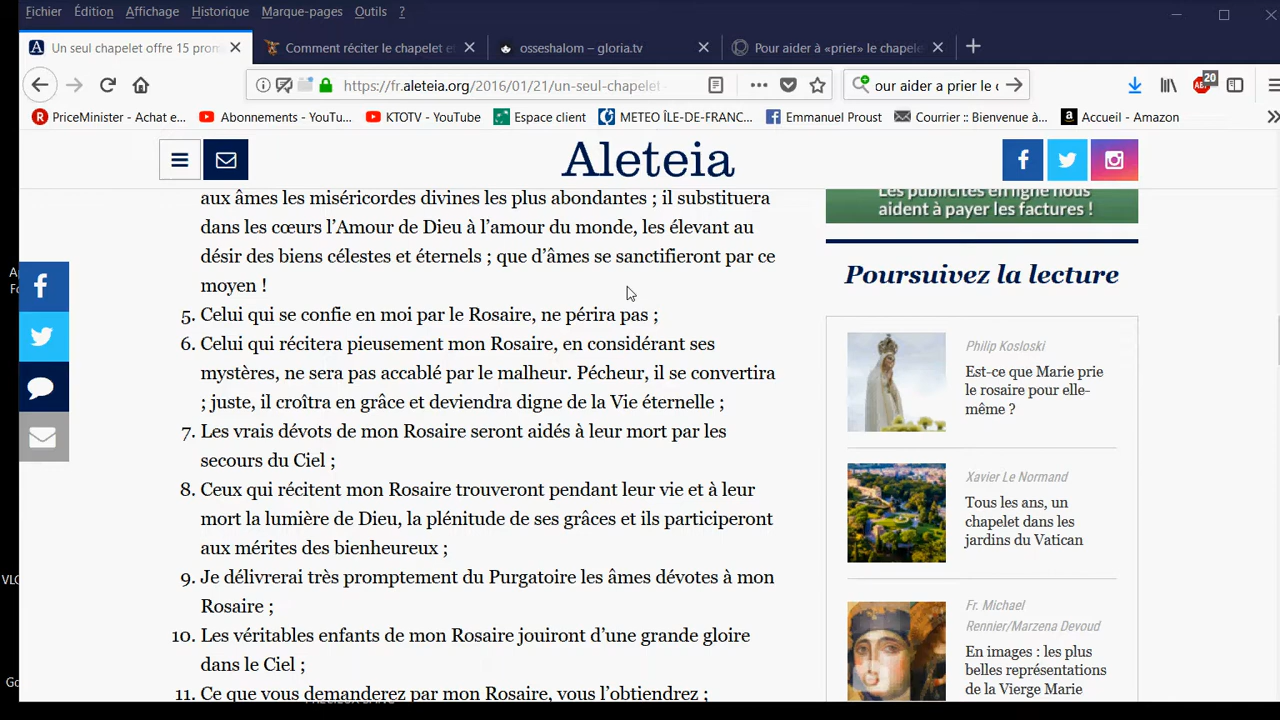 Fichier Édition Affichage Historique Marque-pages Outils ?
Un seul chapelet offre 15 prom
Comment réciter le chapelet e
osseshalom – gloria.tv
Pour aider à «prier» le chapele
https://fr.aleteia.org/2016/01/21/un-seul-chapelet-
our aider a prier le c
20
PriceMinister - Achat e...
Abonnements - YouTu...
KTOTV - YouTube
Espace client
METEO ÎLE-DE-FRANC...
Emmanuel Proust
Courrier :: Bienvenue à...
Accueil - Amazon
Aleteia
aux âmes les miséricordes divines les plus abondantes ; il substituera
dans les cœurs l’Amour de Dieu à l’amour du monde, les élevant au
désir des biens célestes et éternels ; que d’âmes se sanctifieront par ce
moyen !
5. Celui qui se confie en moi par le Rosaire, ne périra pas ;
6. Celui qui récitera pieusement mon Rosaire, en considérant ses
mystères, ne sera pas accablé par le malheur. Pécheur, il se convertira
; juste, il croîtra en grâce et deviendra digne de la Vie éternelle ;
7. Les vrais dévots de mon Rosaire seront aidés à leur mort par les
secours du Ciel ;
8. Ceux qui récitent mon Rosaire trouveront pendant leur vie et à leur
mort la lumière de Dieu, la plénitude de ses grâces et ils participeront
aux mérites des bienheureux ;
9. Je délivrerai très promptement du Purgatoire les âmes dévotes à mon
Rosaire ;
10. Les véritables enfants de mon Rosaire jouiront d’une grande gloire
dans le Ciel ;
11. Ce que vous demanderez par mon Rosaire, vous l’obtiendrez ;
Les publicités en ligne nous
aident à payer les factures !
Poursuivez la lecture
Philip Kosloski
Est-ce que Marie prie
le rosaire pour elle-
même ?
Xavier Le Normand
Tous les ans, un
chapelet dans les
jardins du Vatican
Fr. Michael
Rennier/Marzena Devoud
En images : les plus
belles représentations
de la Vierge Marie